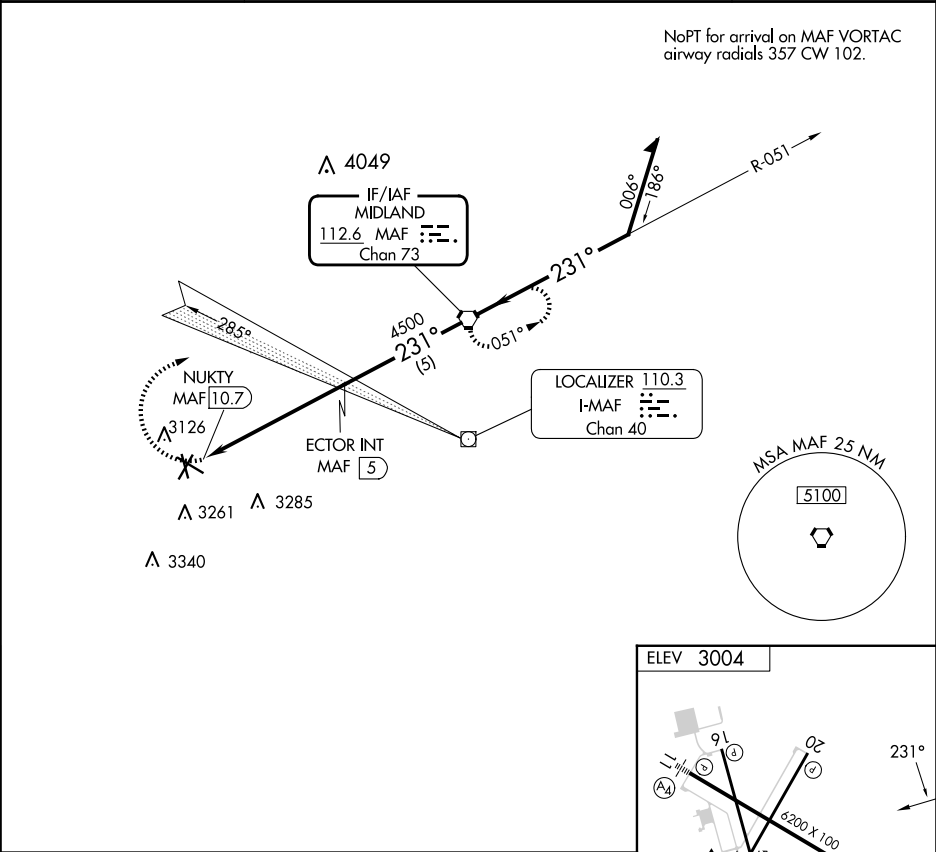 NoPT for arrival on MAF VORTAC
airway radials 357 CW 102.
4049
IF/IAF
MIDLAND
112.6 MAF
Chan 73
006°
186°
R-051
231°
051°
4500
231°
(5)
285°
NUKTY
MAF 10.7
3126
ECTOR INT
MAF 5
LOCALIZER 110.3
I-MAF
Chan 40
3261
3285
3340
MSA MAF 25 NM
5100
ELEV 3004
16
P
20
P
11
P
A4
231°
6200 X 100